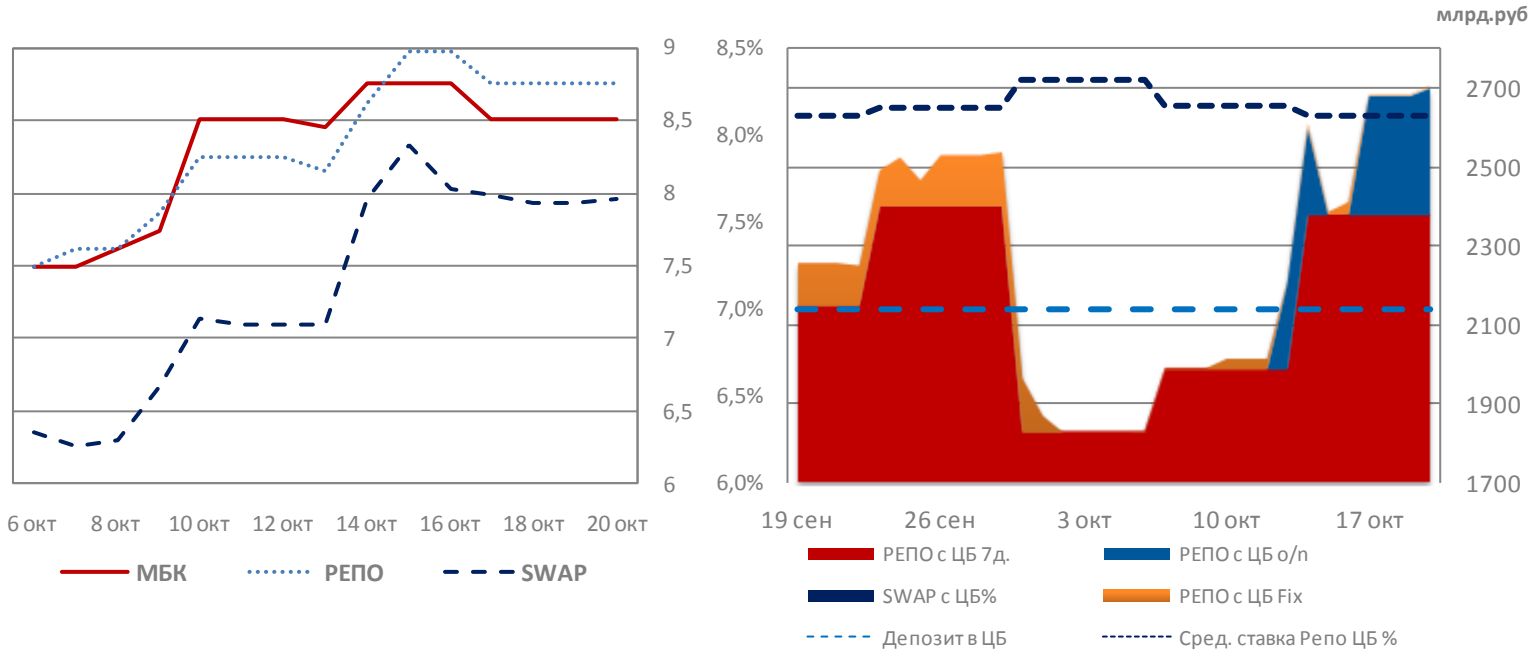 млрд.руб
9
8,5
8
7,5
7
6,5
6
6 окт 8 окт 10 окт 12 окт 14 окт 16 окт 18 окт 20 окт
МБК РЕПО SWAP
8,5%
8,0%
7,5%
7,0%
6,5%
6,0%
2700
2500
2300
2100
1900
1700
19 сен 26 сен 3 окт 10 окт 17 окт
РЕПО с ЦБ 7д. РЕПО с ЦБ o/n
SWAP с ЦБ% РЕПО с ЦБ Fix
Депозит в ЦБ Сред. ставка Репо ЦБ %